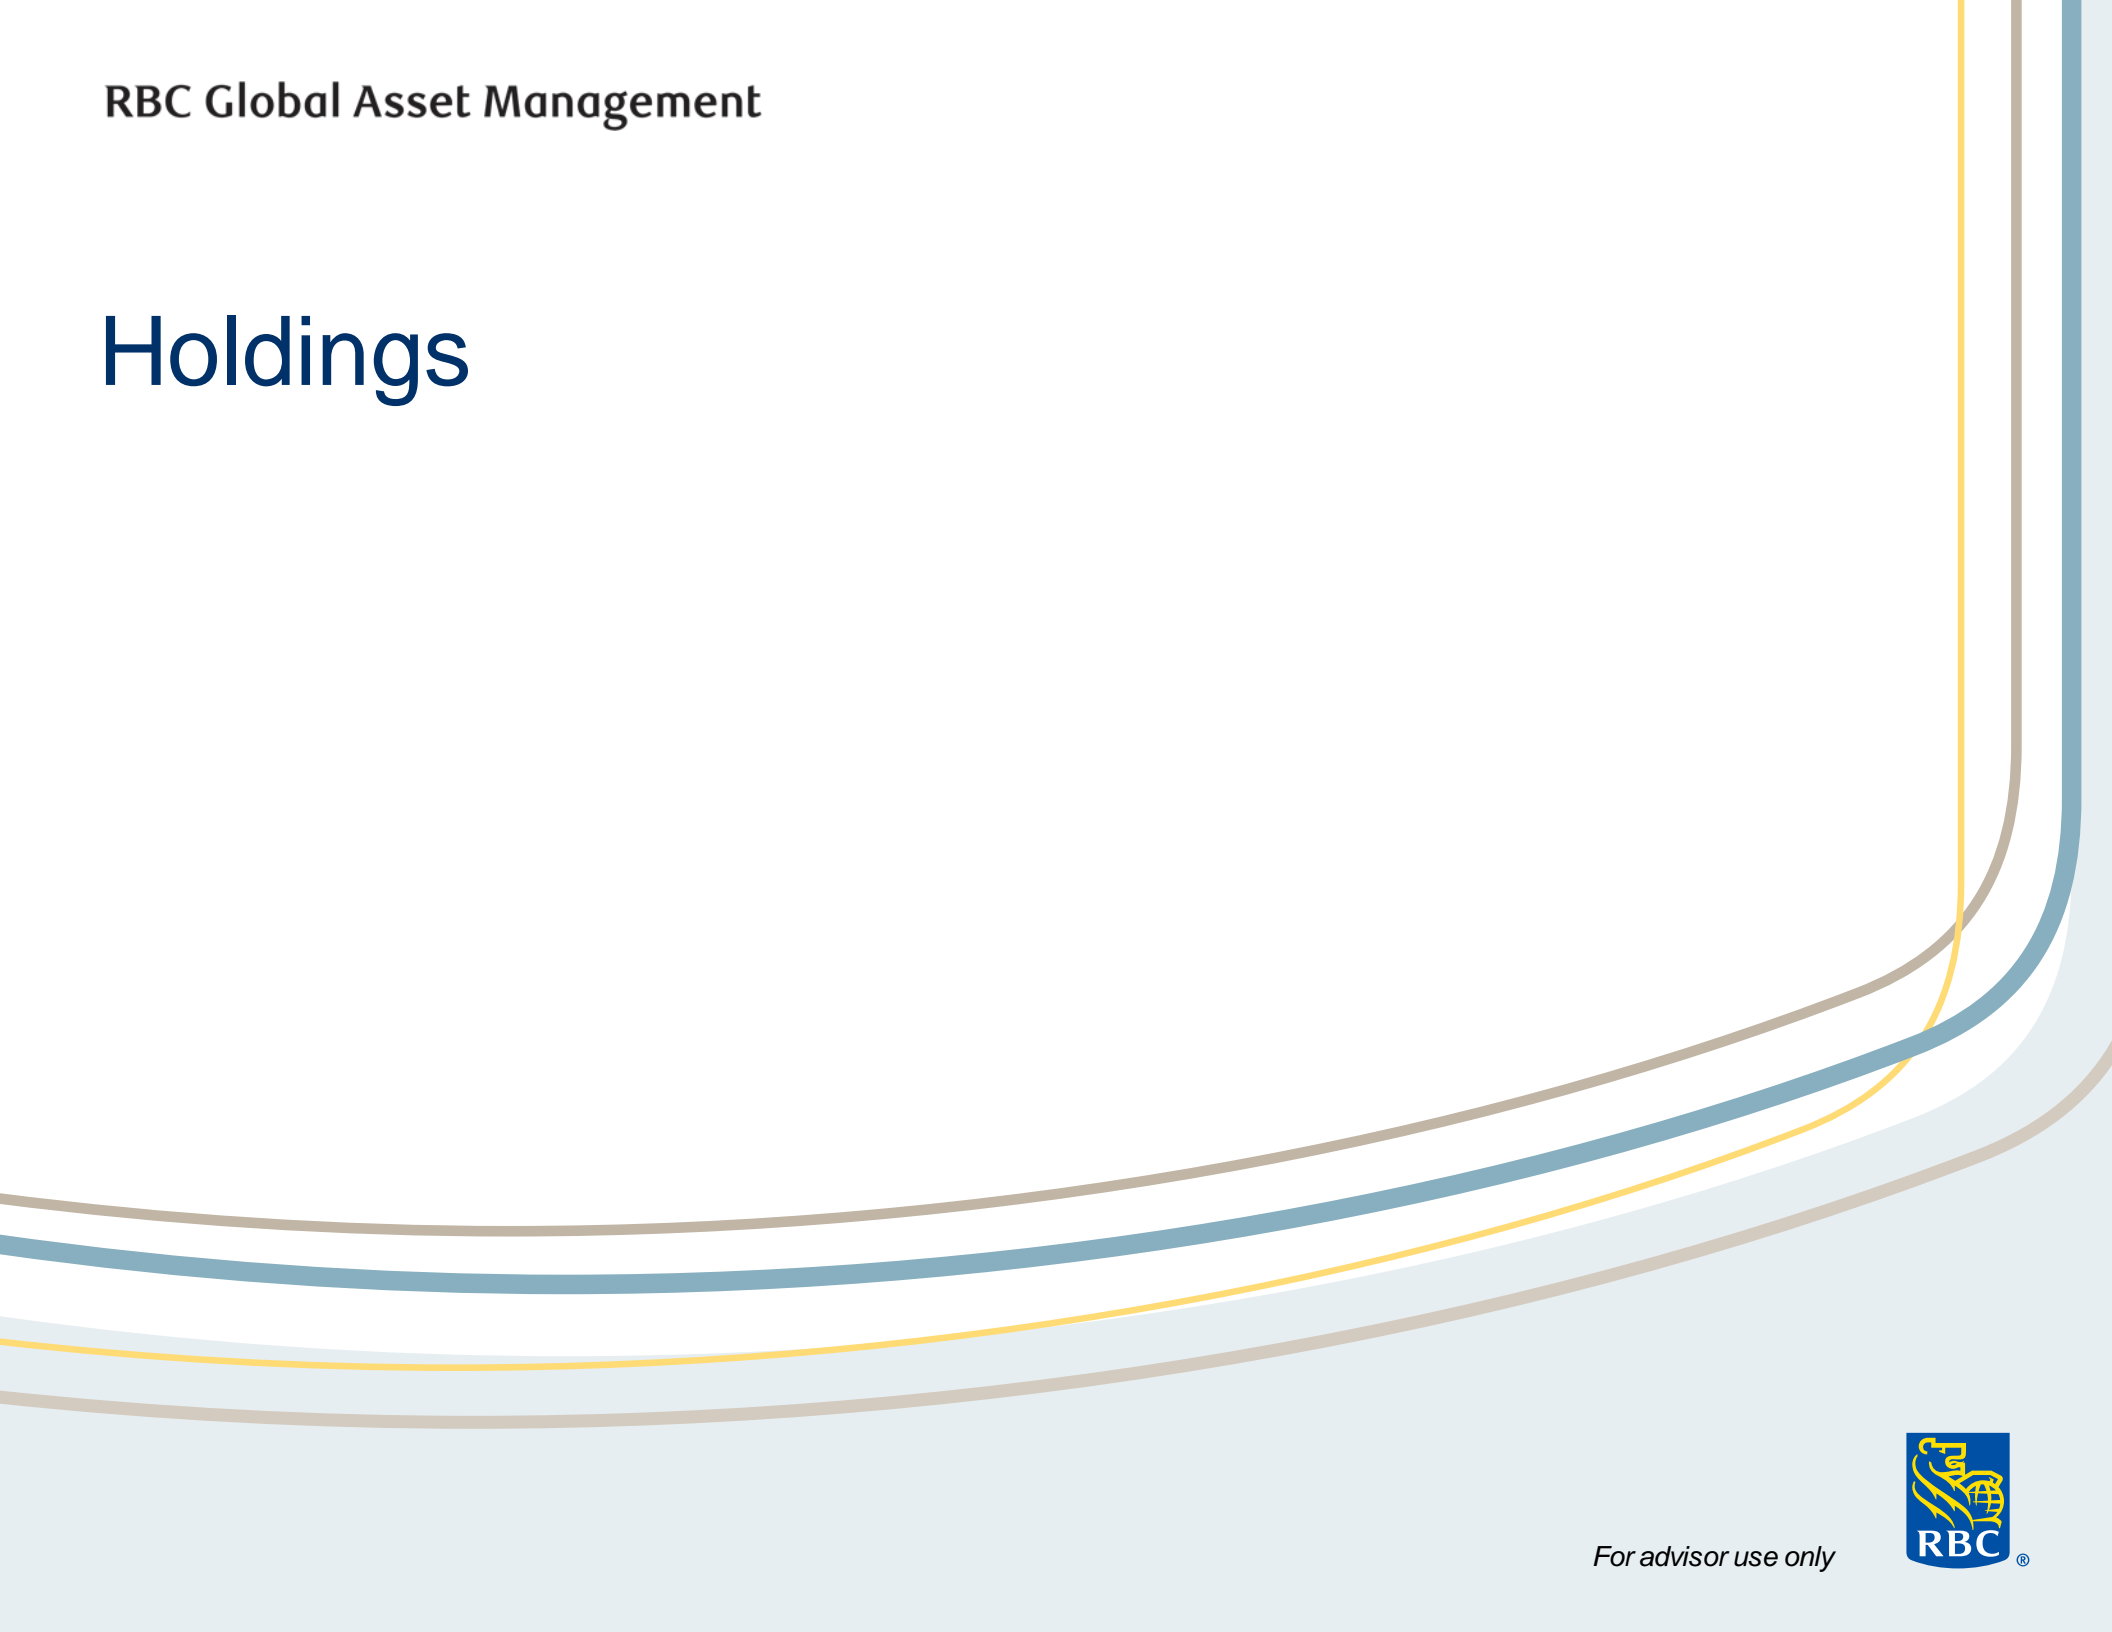 RBC Global Asset Management
Holdings
For advisor use only
RBC
®